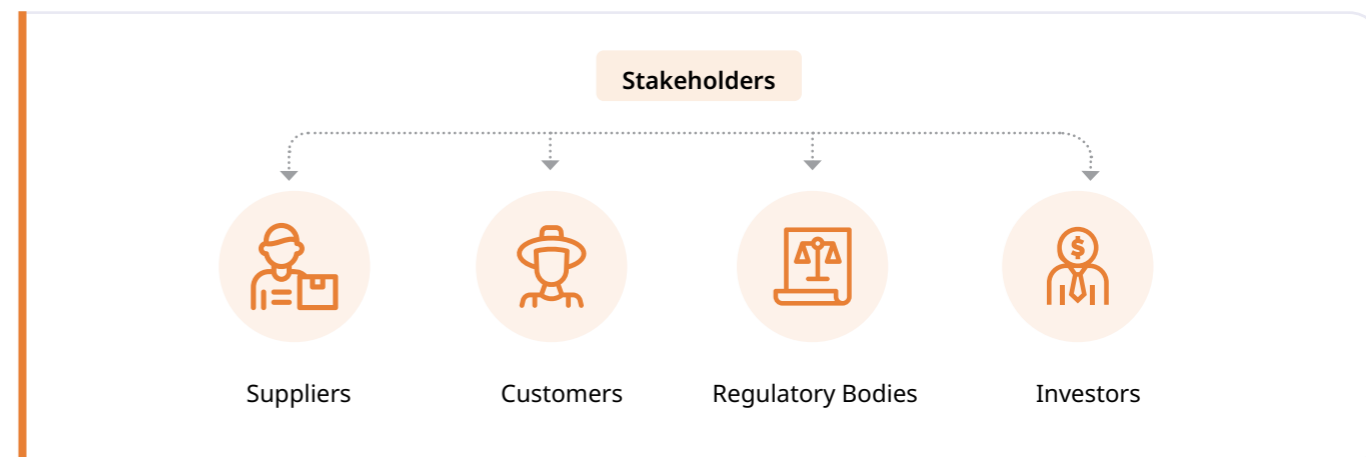 Stakeholders
Suppliers
Customers
Regulatory Bodies
Investors